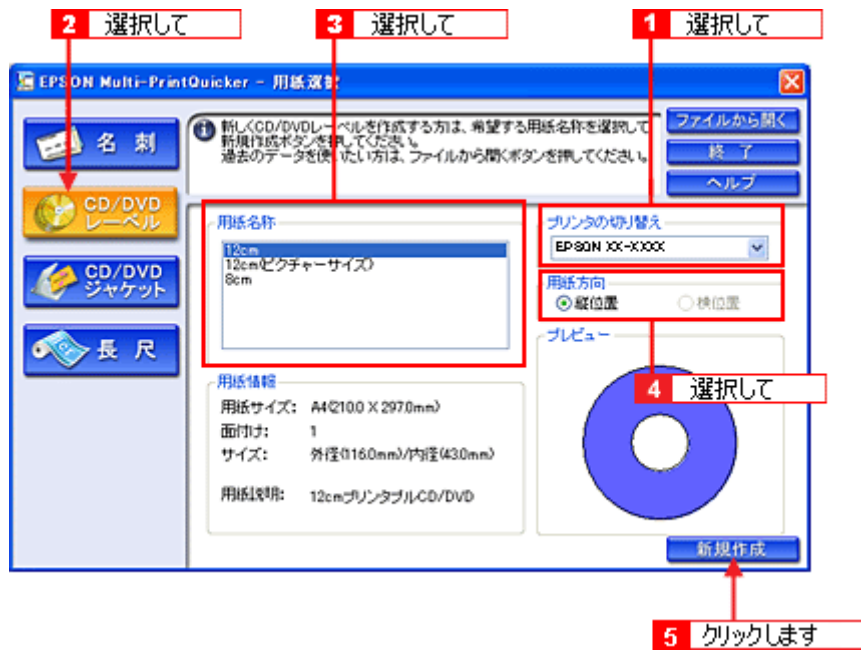 2 選択して
3 選択して
1 選択して
EPSON Multi-PrintQuicker - 用紙選択
名刺
CD/DVD
レーベル
CD/DVD
ジャケット
長尺
新しくCD/DVDレーベルを作成する方は、希望する用紙名称を選択して
新規作成ボタンを押してください。
過去のデータを使いたい方は、ファイルから開くボタンを押してください。
ファイルから開く
終了
ヘルプ
用紙名称
12cm
12cm(ピクチャーサイズ)
8cm
プリンタの切り替え
EPSON XX-XXXX
用紙方向
縦位置
横位置
4 選択して
プレビュー
用紙情報
用紙サイズ: A4(210.0 X 297.0mm)
面付け: 1
サイズ: 外径(116.0mm)/内径(43.0mm)
用紙説明: 12cmプリンタブルCD/DVD
新規作成
5 クリックします